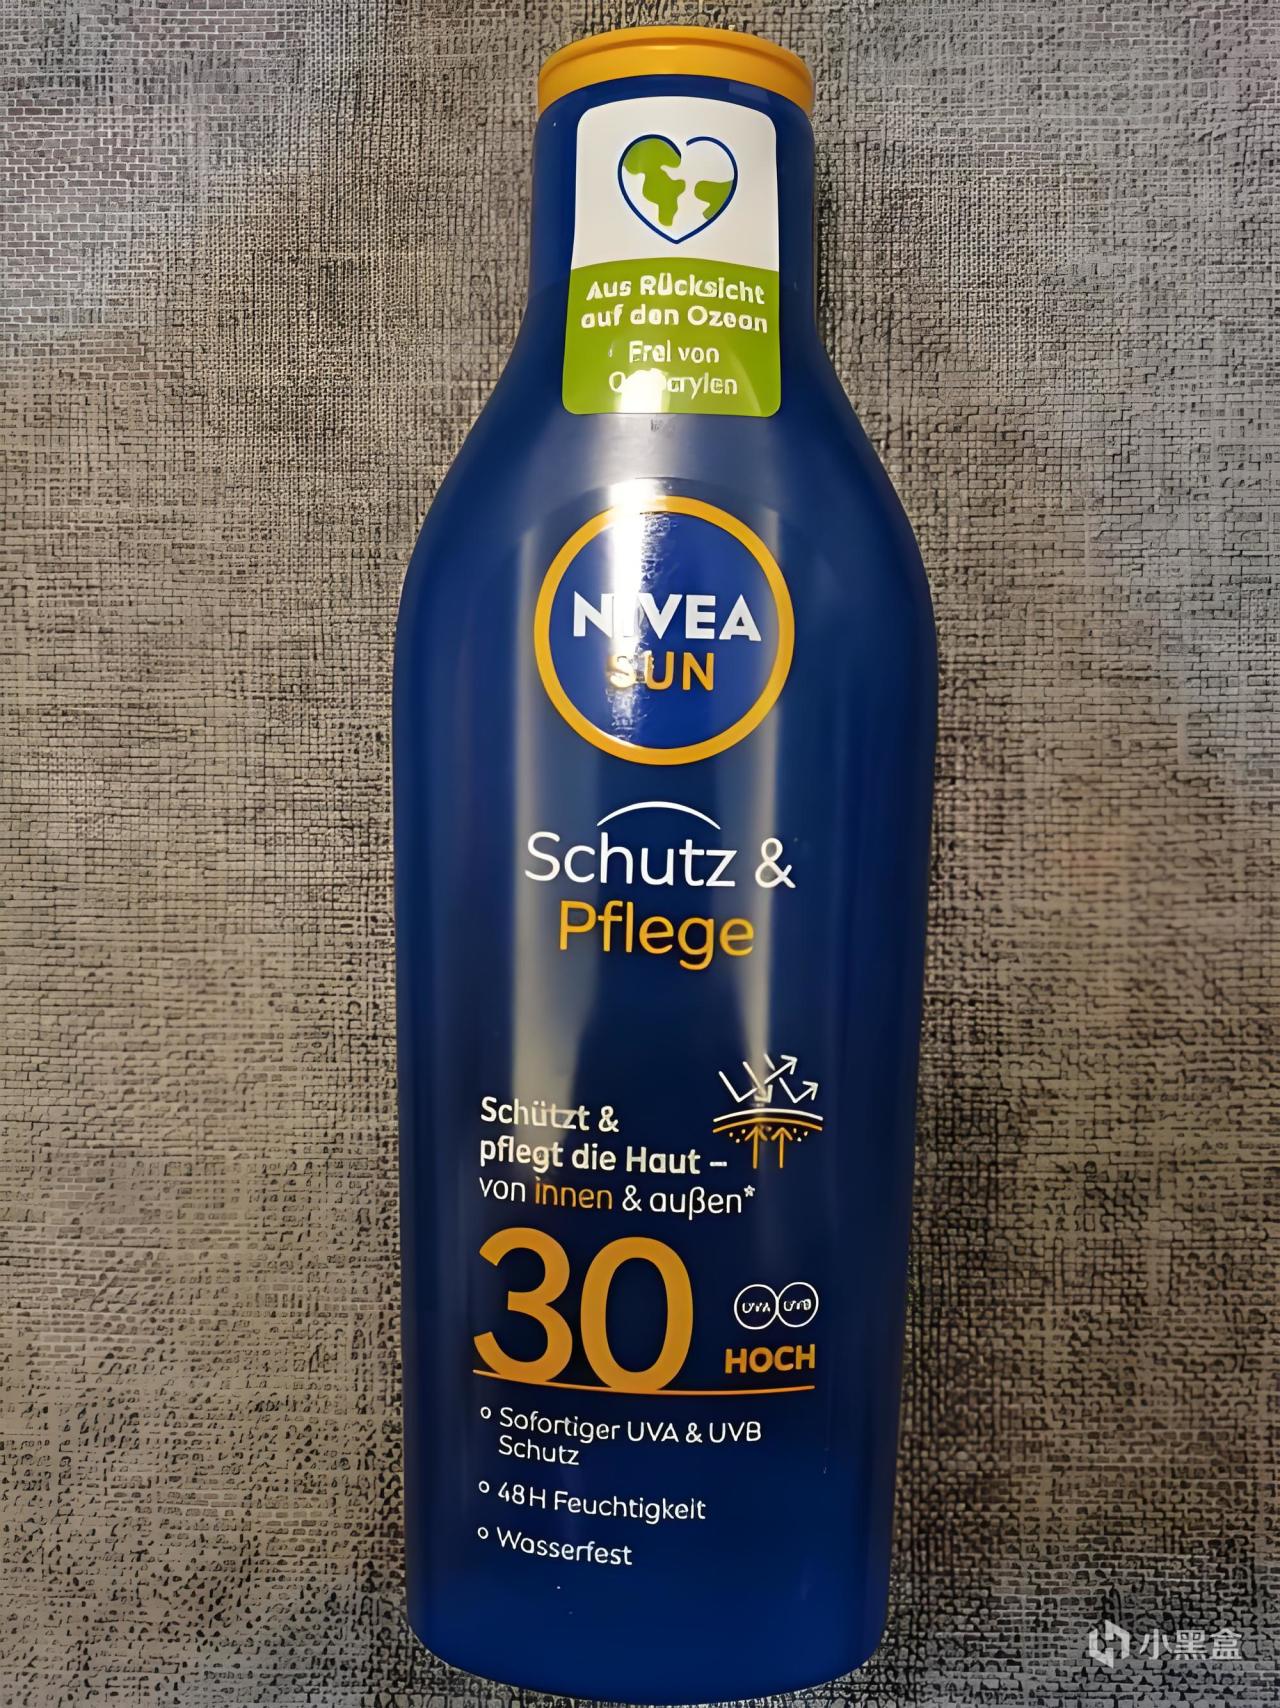 Aus Rücksicht
auf den Ozean
Frei von
NIVEA
SUN
Schutz &
Pflege
Schützt &
pflegt die Haut –
von innen & außen*
30
UVA UVB
HOCH
Sofortiger UVA & UVB
Schutz
48H Feuchtigkeit
Wasserfest
小黑盒